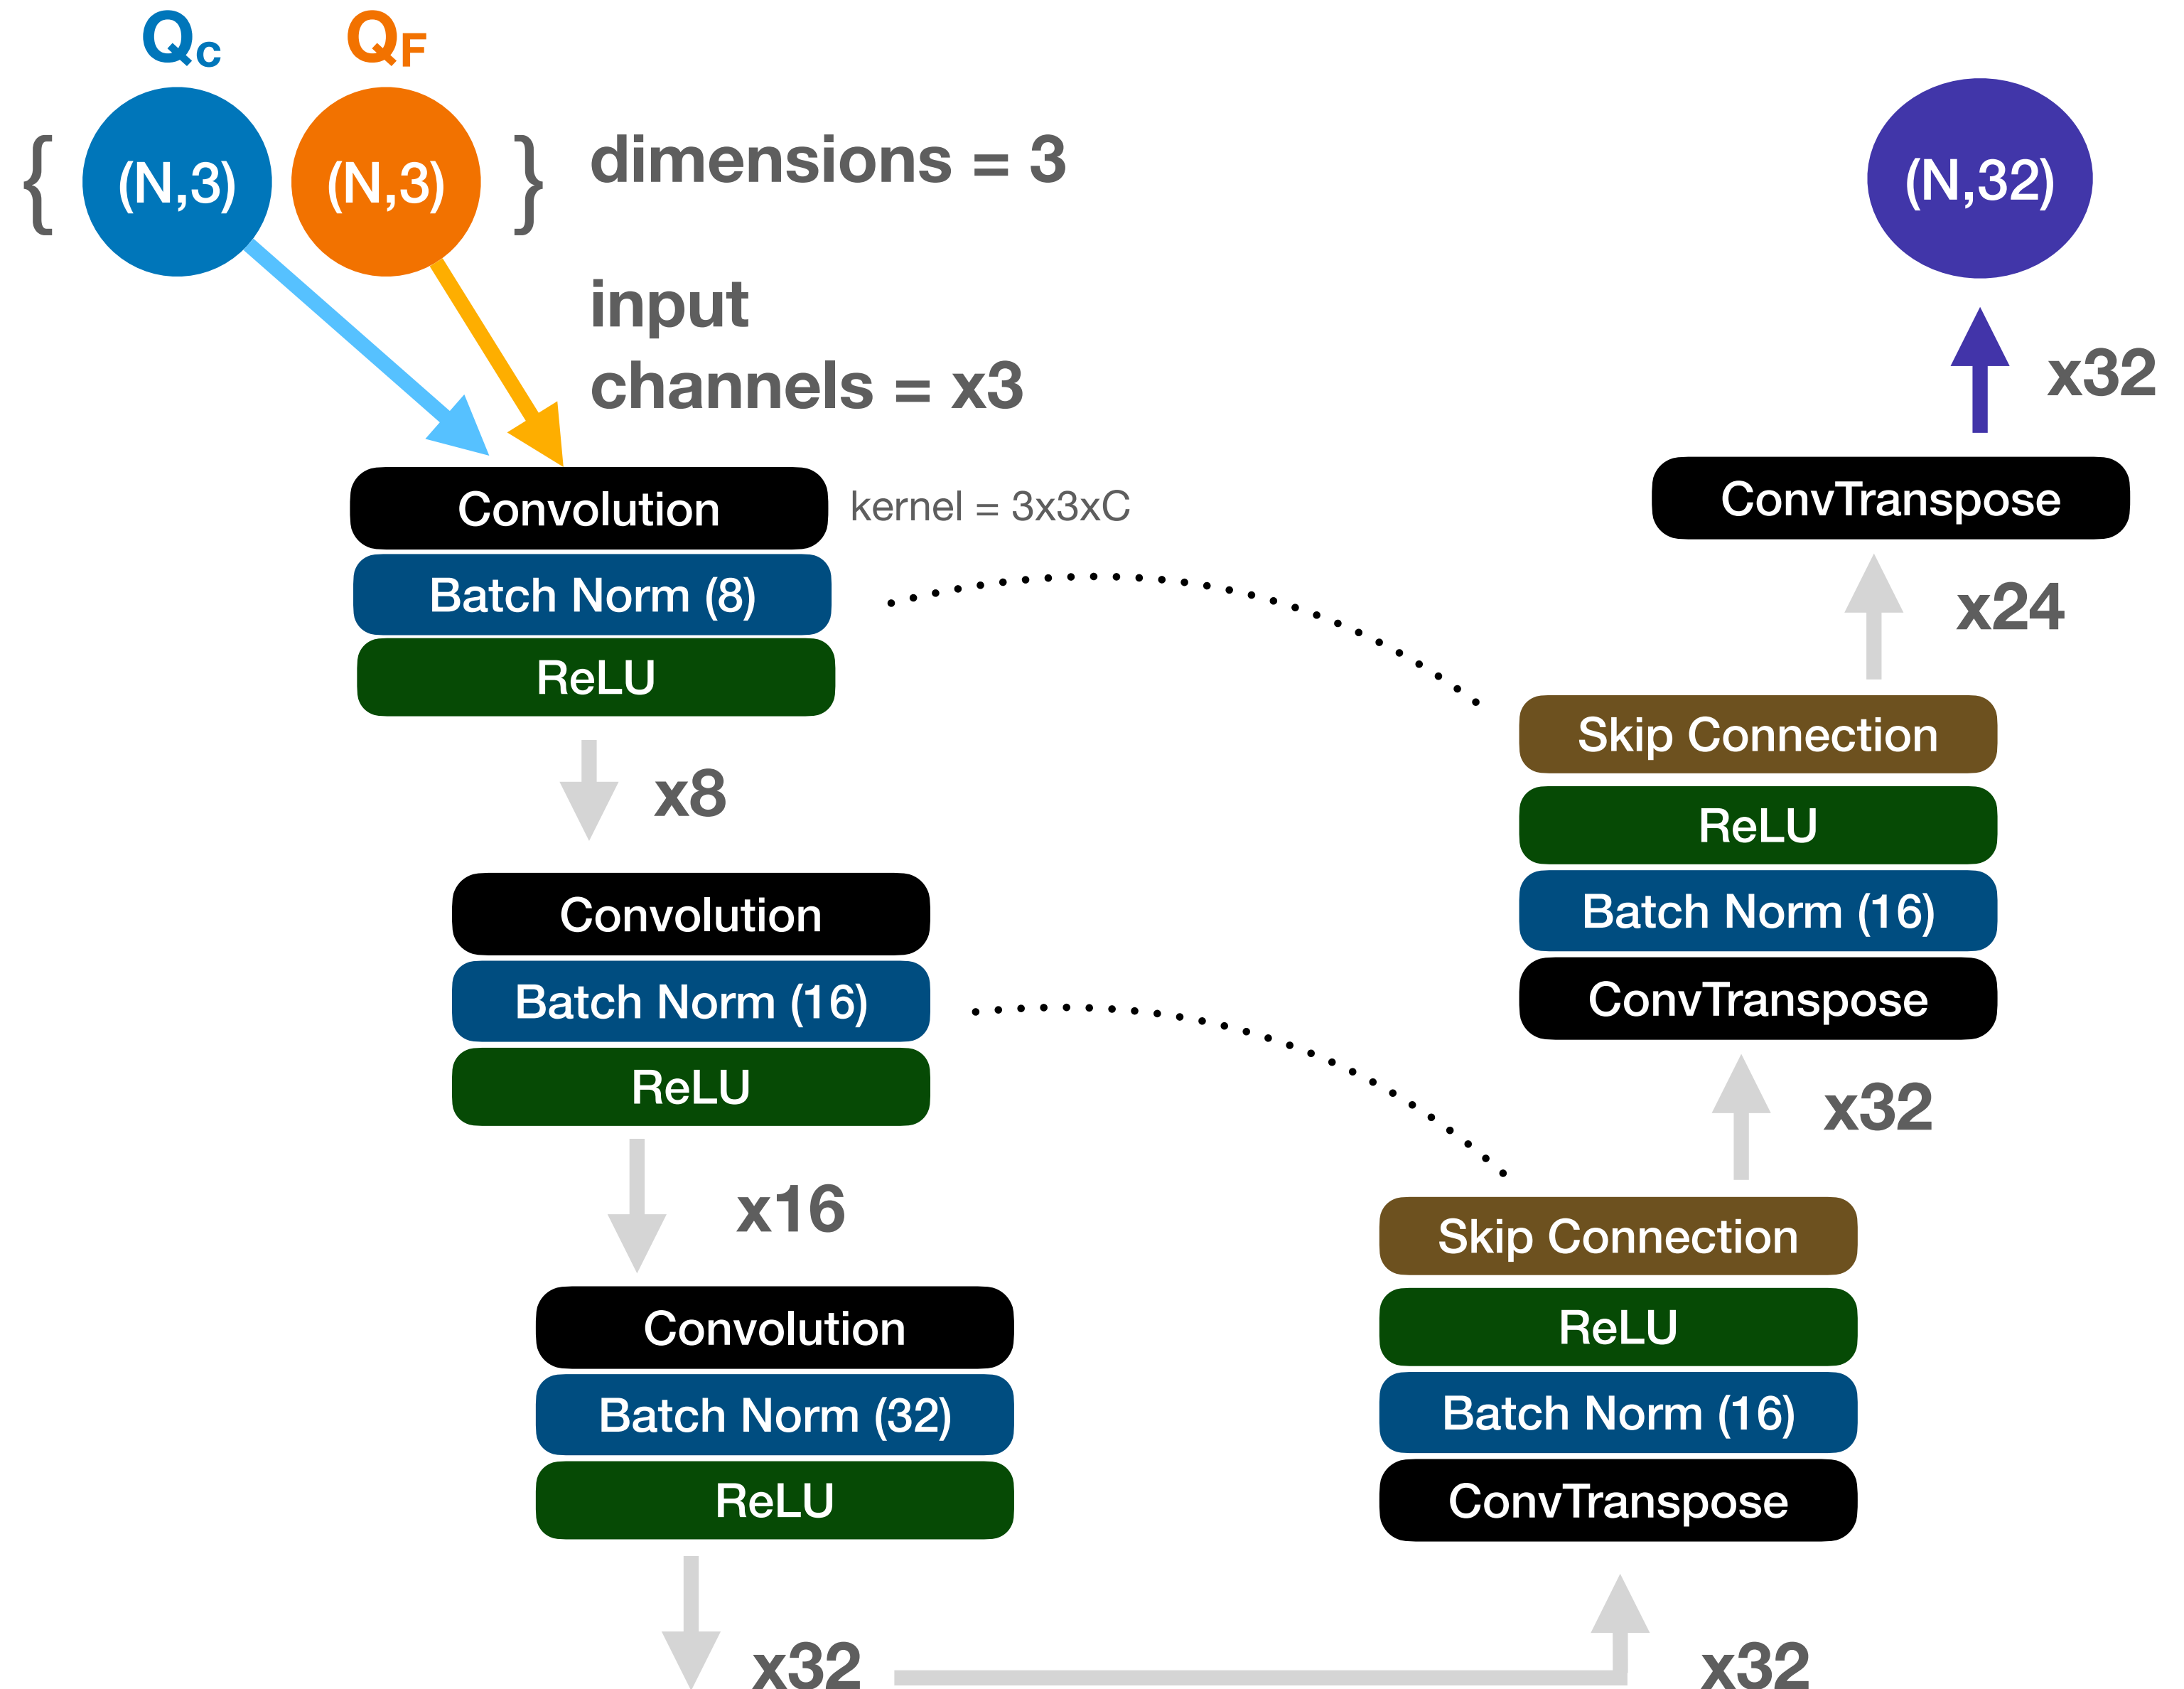 Qc QF
{ (N,3) (N,3) } dimensions = 3
input
channels = x3
Convolution kernel = 3x3xC
Batch Norm (8)
ReLU
x8
Convolution
Batch Norm (16)
ReLU
x16
Convolution
Batch Norm (32)
ReLU
x32
x32
ConvTranspose
Batch Norm (16)
ReLU
Skip Connection
x32
ConvTranspose
Batch Norm (16)
ReLU
Skip Connection
x24
ConvTranspose
x32
(N,32)